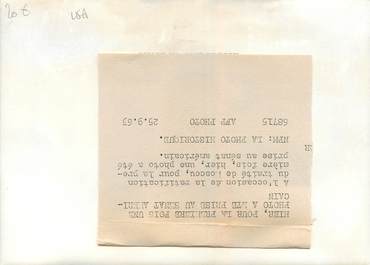 20 €
USA
HIER, POUR LA PREMIERE FOIS UNE
PHOTO A ETE PRISE AU SENAT AMERI-
CAIN
A l'occasion de la ratification
du traité de Moscou, pour la pre-
mière fois, hier, une photo a été
prise au sénat américain.
NPM: LA PHOTO HISTORIQUE.
68715 AFP PHOTO 25.9.63